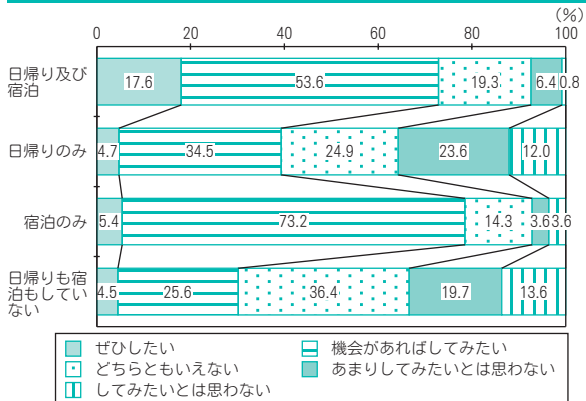 (%)
0 20 40 60 80 100
日帰り及び
宿泊
17.6 53.6 19.3 6.4 0.8
日帰りのみ
4.7 34.5 24.9 23.6 12.0
宿泊のみ
5.4 73.2 14.3 3.6 3.6
日帰りも宿
泊もしてい
ない
4.5 25.6 36.4 19.7 13.6
ぜひしたい 機会があればしてみたい
どちらともいえない あまりしてみたいとは思わない
してみたいとは思わない